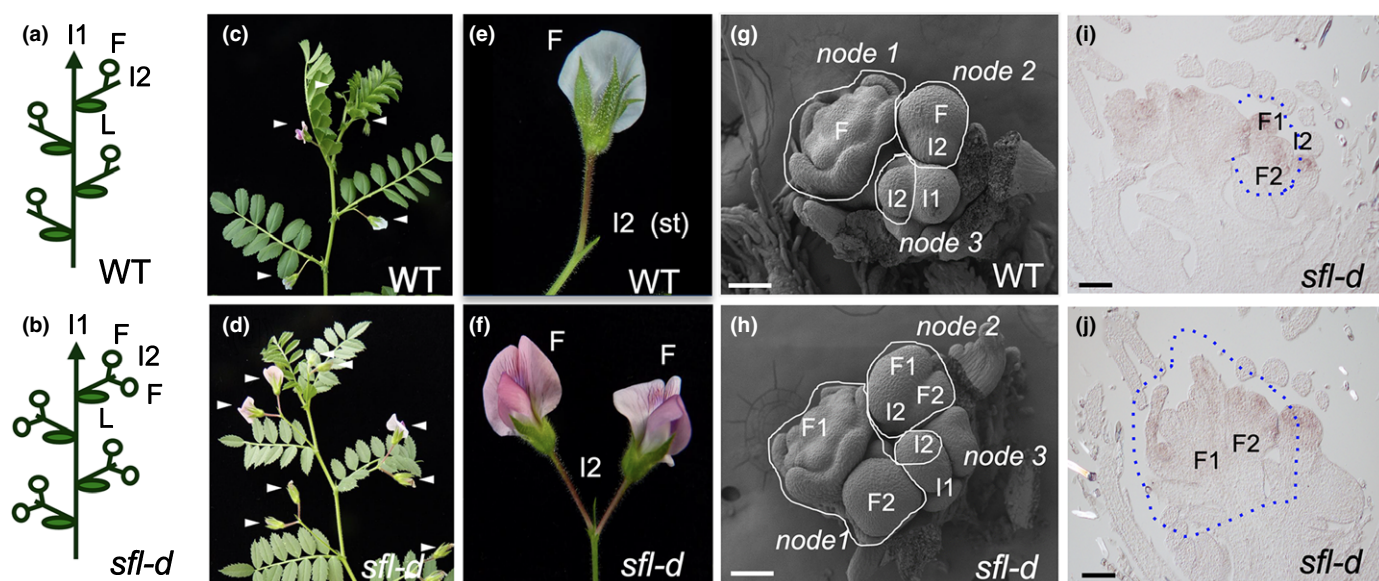 (a)
I1
F
I2
L
WT
(b)
I1
F
I2
F
L
sfl-d
(c)
WT
(d)
sfl-d
(e)
F
I2 (st)
WT
(f)
F
F
I2
sfl-d
(g)
node 1
node 2
F
F
I2
I2
I1
node 3
WT
(h)
node 2
F1
F2
I2
F1
I2
node 3
I1
F2
node1
sfl-d
(i)
F1
I2
F2
sfl-d
(j)
F1
F2
sfl-d